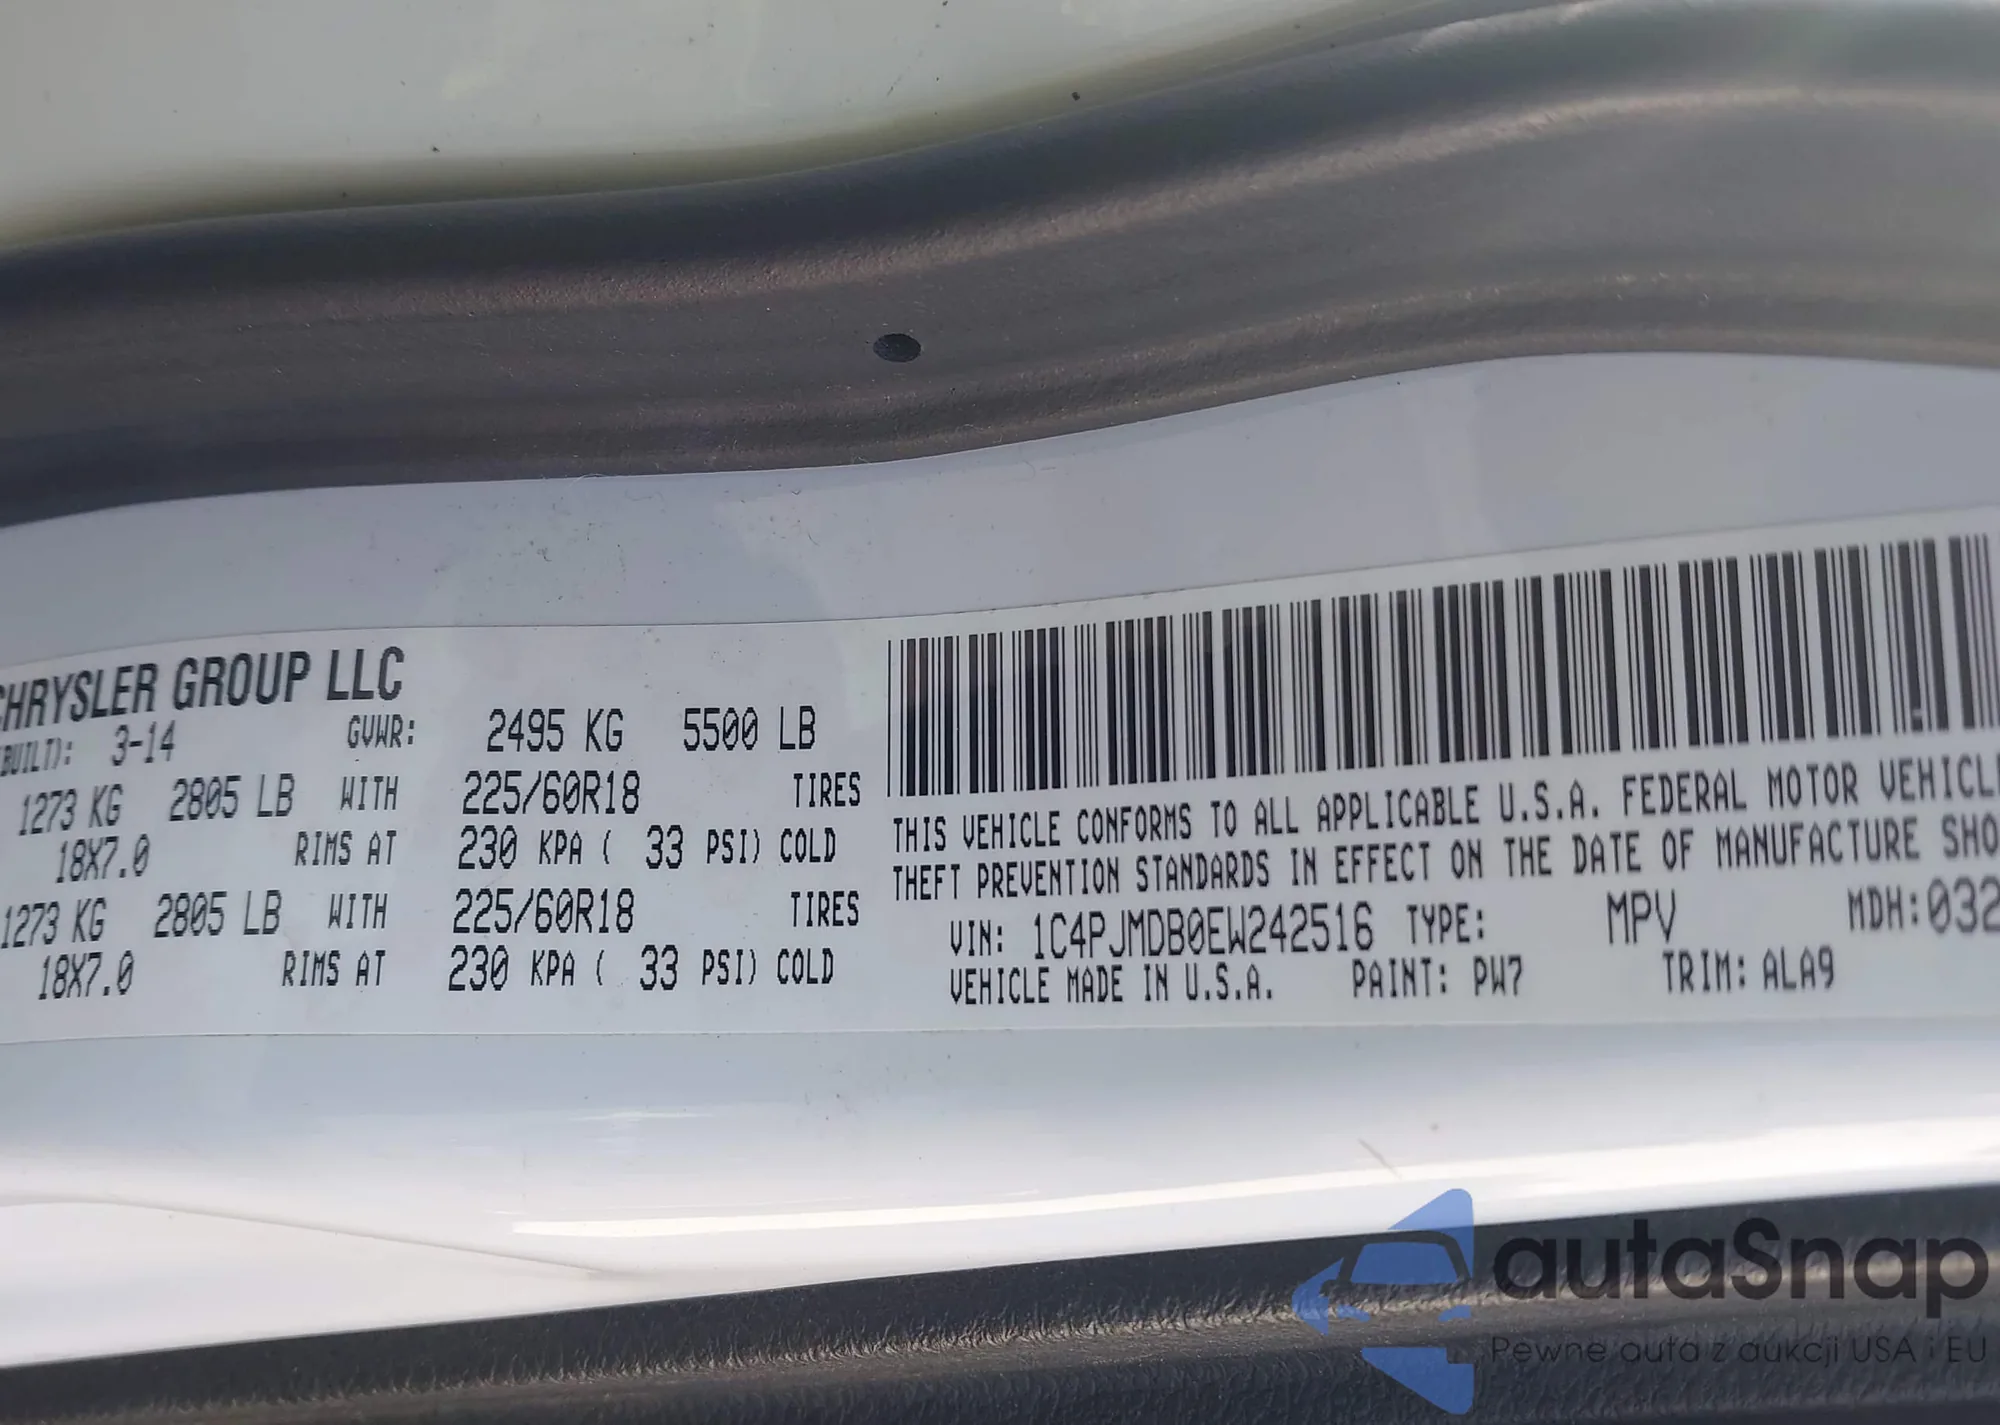 CHRYSLER GROUP LLC
(BUILT): 3-14 GVWR: 2495 KG 5500 LB
1273 KG 2805 LB WITH 225/60R18 TIRES
18X7.0 RIMS AT 230 KPA ( 33 PSI) COLD
1273 KG 2805 LB WITH 225/60R18 TIRES
18X7.0 RIMS AT 230 KPA ( 33 PSI) COLD
THIS VEHICLE CONFORMS TO ALL APPLICABLE U.S.A. FEDERAL MOTOR VEHICL
THEFT PREVENTION STANDARDS IN EFFECT ON THE DATE OF MANUFACTURE SHO
VIN: 1C4PJMDB0EW242516 TYPE: MPV MDH: 032
VEHICLE MADE IN U.S.A. PAINT: PW7 TRIM: ALA9
autaSnap
Pewne auta z aukcji USA i EU